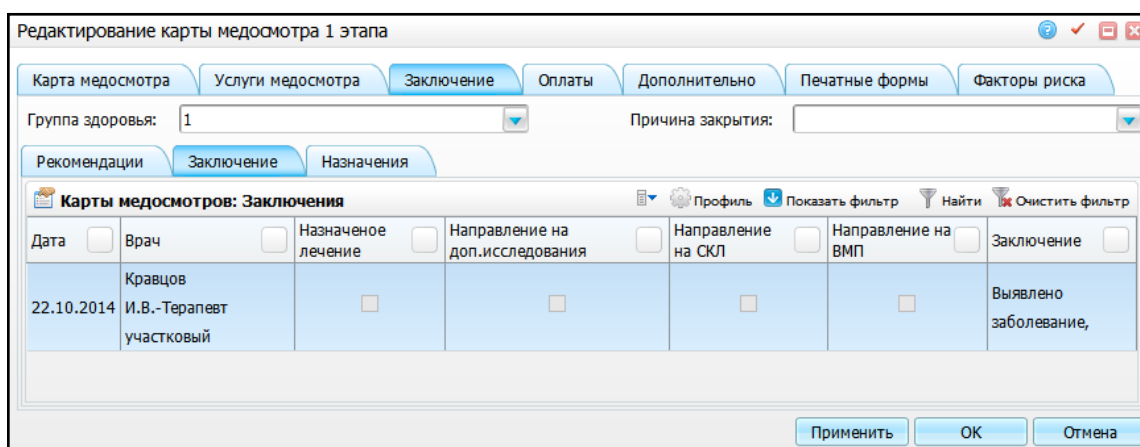 Редактирование карты медосмотра 1 этапа
Карта медосмотра Услуги медосмотра Заключение Оплаты Дополнительно Печатные формы Факторы риска
Группа здоровья: 1 Причина закрытия:
Рекомендации Заключение Назначения
Карты медосмотров: Заключения Профиль Показать фильтр Найти Очистить фильтр
Дата Врач Назначеное лечение Направление на доп.исследования Направление на СКЛ Направление на ВМП Заключение
22.10.2014 Кравцов И.В.-Терапевт участковый Выявлено заболевание,
Применить ОК Отмена